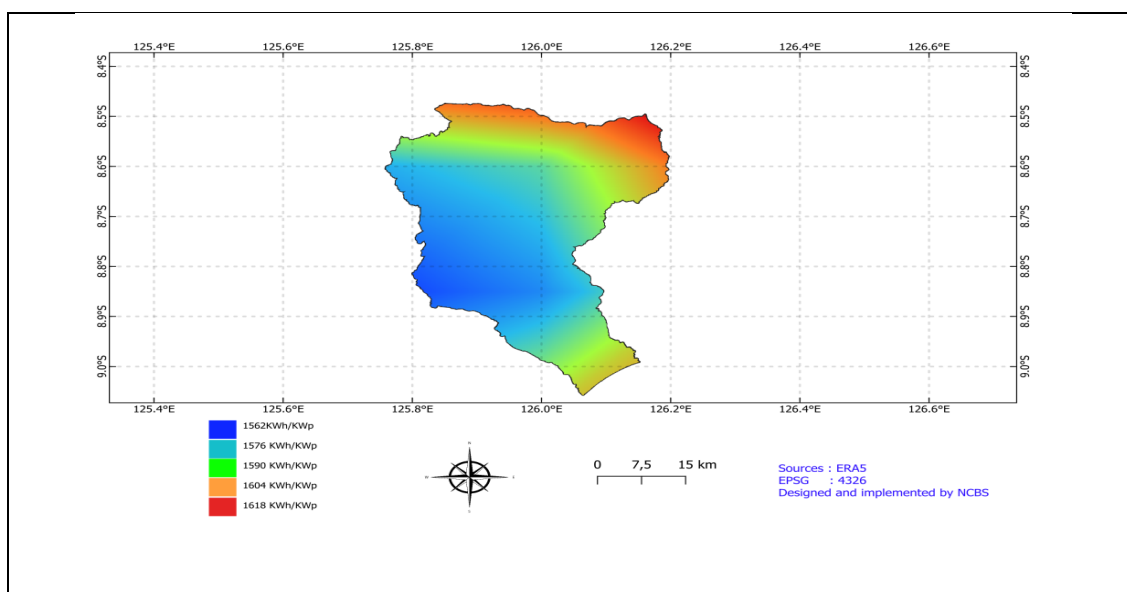 125.4°E 125.6°E 125.8°E 126.0°E 126.2°E 126.4°E 126.6°E
8.4°S 8.4°S
8.5°S 8.5°S
8.6°S 8.6°S
8.7°S 8.7°S
8.8°S 8.8°S
8.9°S 8.9°S
9.0°S 9.0°S
125.4°E 125.6°E 125.8°E 126.0°E 126.2°E 126.4°E 126.6°E
1562KWh/KWp
1576 KWh/KWp
1590 KWh/KWp
1604 KWh/KWp
1618 KWh/KWp
0 7,5 15 km
Sources : ERA5
EPSG : 4326
Designed and implemented by NCBS